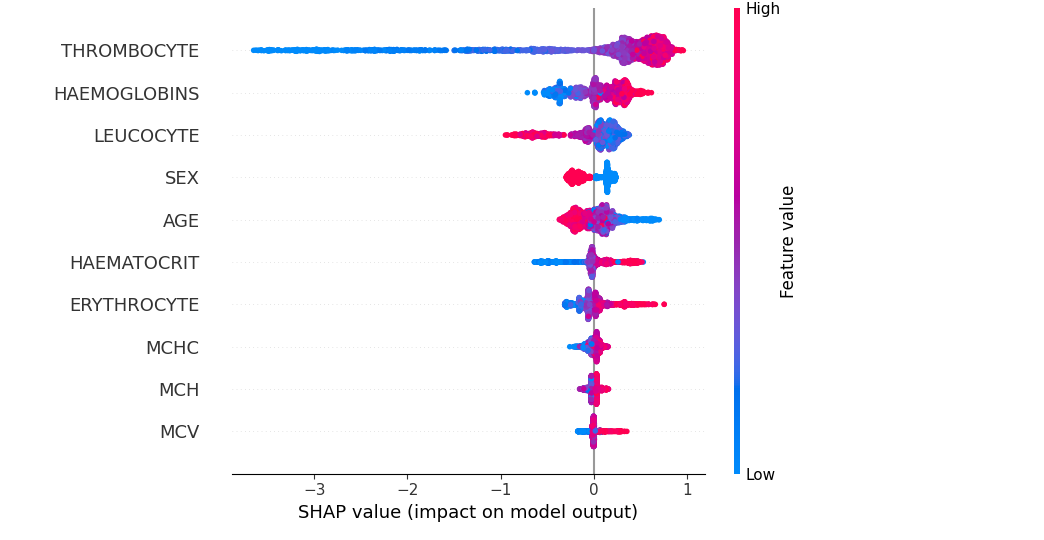 High
THROMBOCYTE
HAEMOGLOBINS
LEUCOCYTE
SEX
AGE
HAEMATOCRIT
ERYTHROCYTE
MCHC
MCH
MCV
Feature value
Low
−3 −2 −1 0 1
SHAP value (impact on model output)